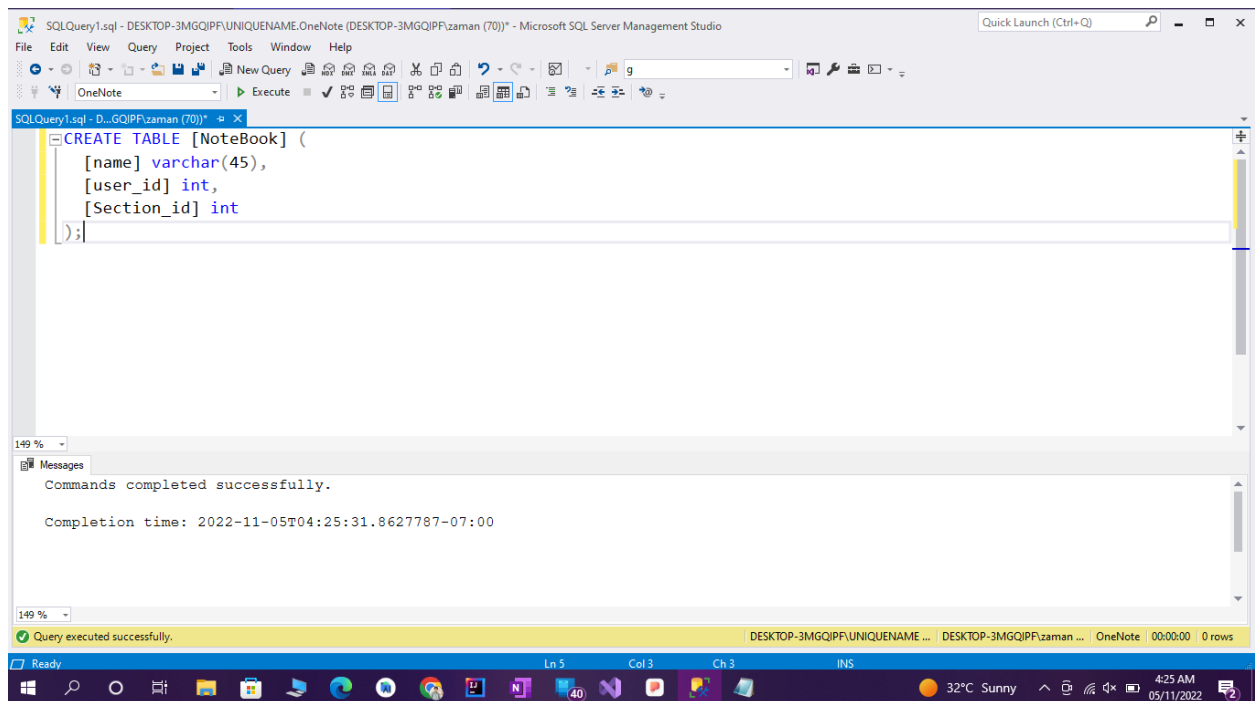 SQLQuery1.sql - DESKTOP-3MGQIPF\UNIQUENAME.OneNote (DESKTOP-3MGQIPF\zaman (70))* - Microsoft SQL Server Management Studio
Quick Launch (Ctrl+Q)
File Edit View Query Project Tools Window Help
New Query MDX DMX XMLA DAX g
OneNote Execute
SQLQuery1.sql - D...GQIPF\zaman (70))*
CREATE TABLE [NoteBook] (
[name] varchar(45),
[user_id] int,
[Section_id] int
);
149 %
Messages
Commands completed successfully.
Completion time: 2022-11-05T04:25:31.8627787-07:00
149 %
Query executed successfully. DESKTOP-3MGQIPF\UNIQUENAME ... DESKTOP-3MGQIPF\zaman ... OneNote 00:00:00 0 rows
Ready Ln 5 Col 3 Ch 3 INS
40 32°C Sunny 4:25 AM
05/11/2022 2